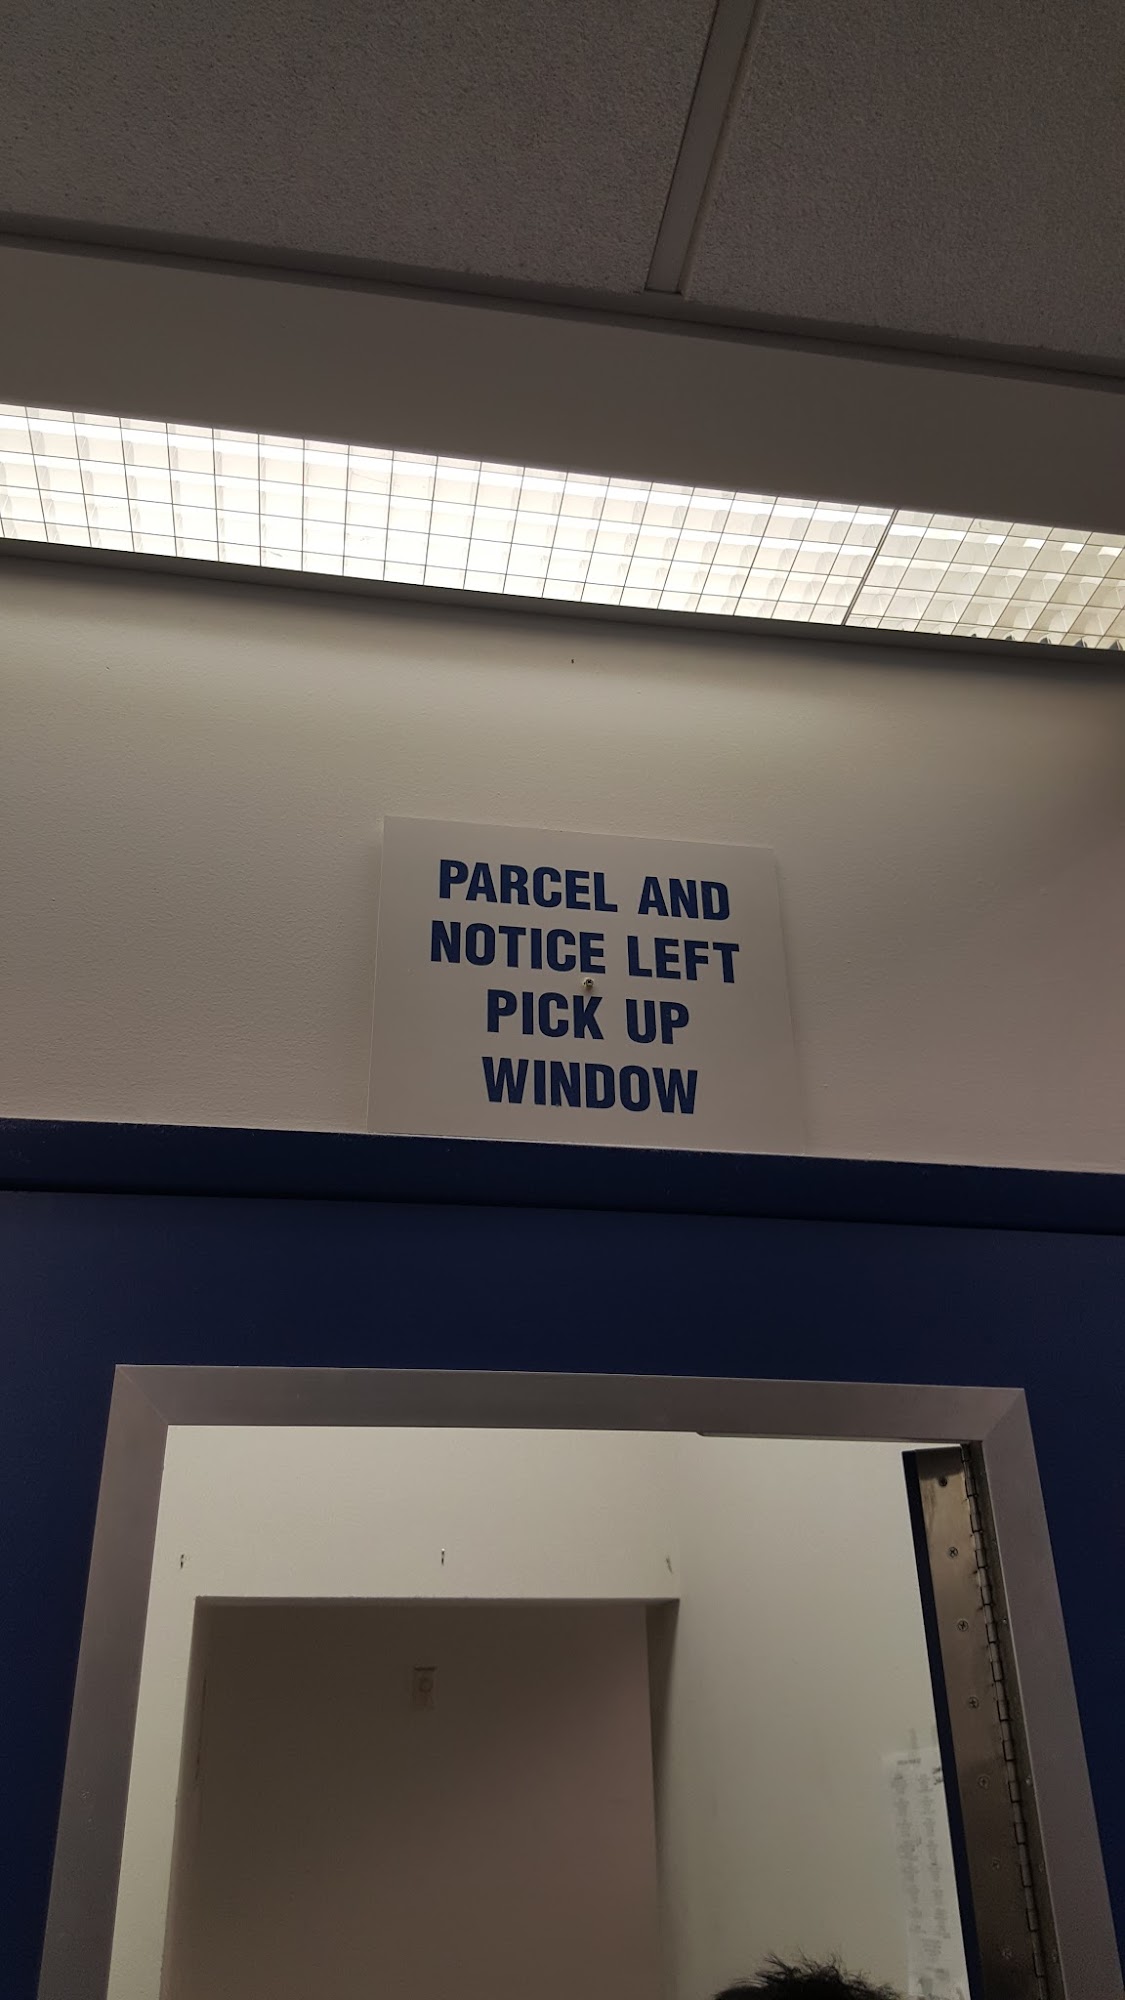 PARCEL AND
NOTICE LEFT
PICK UP
WINDOW